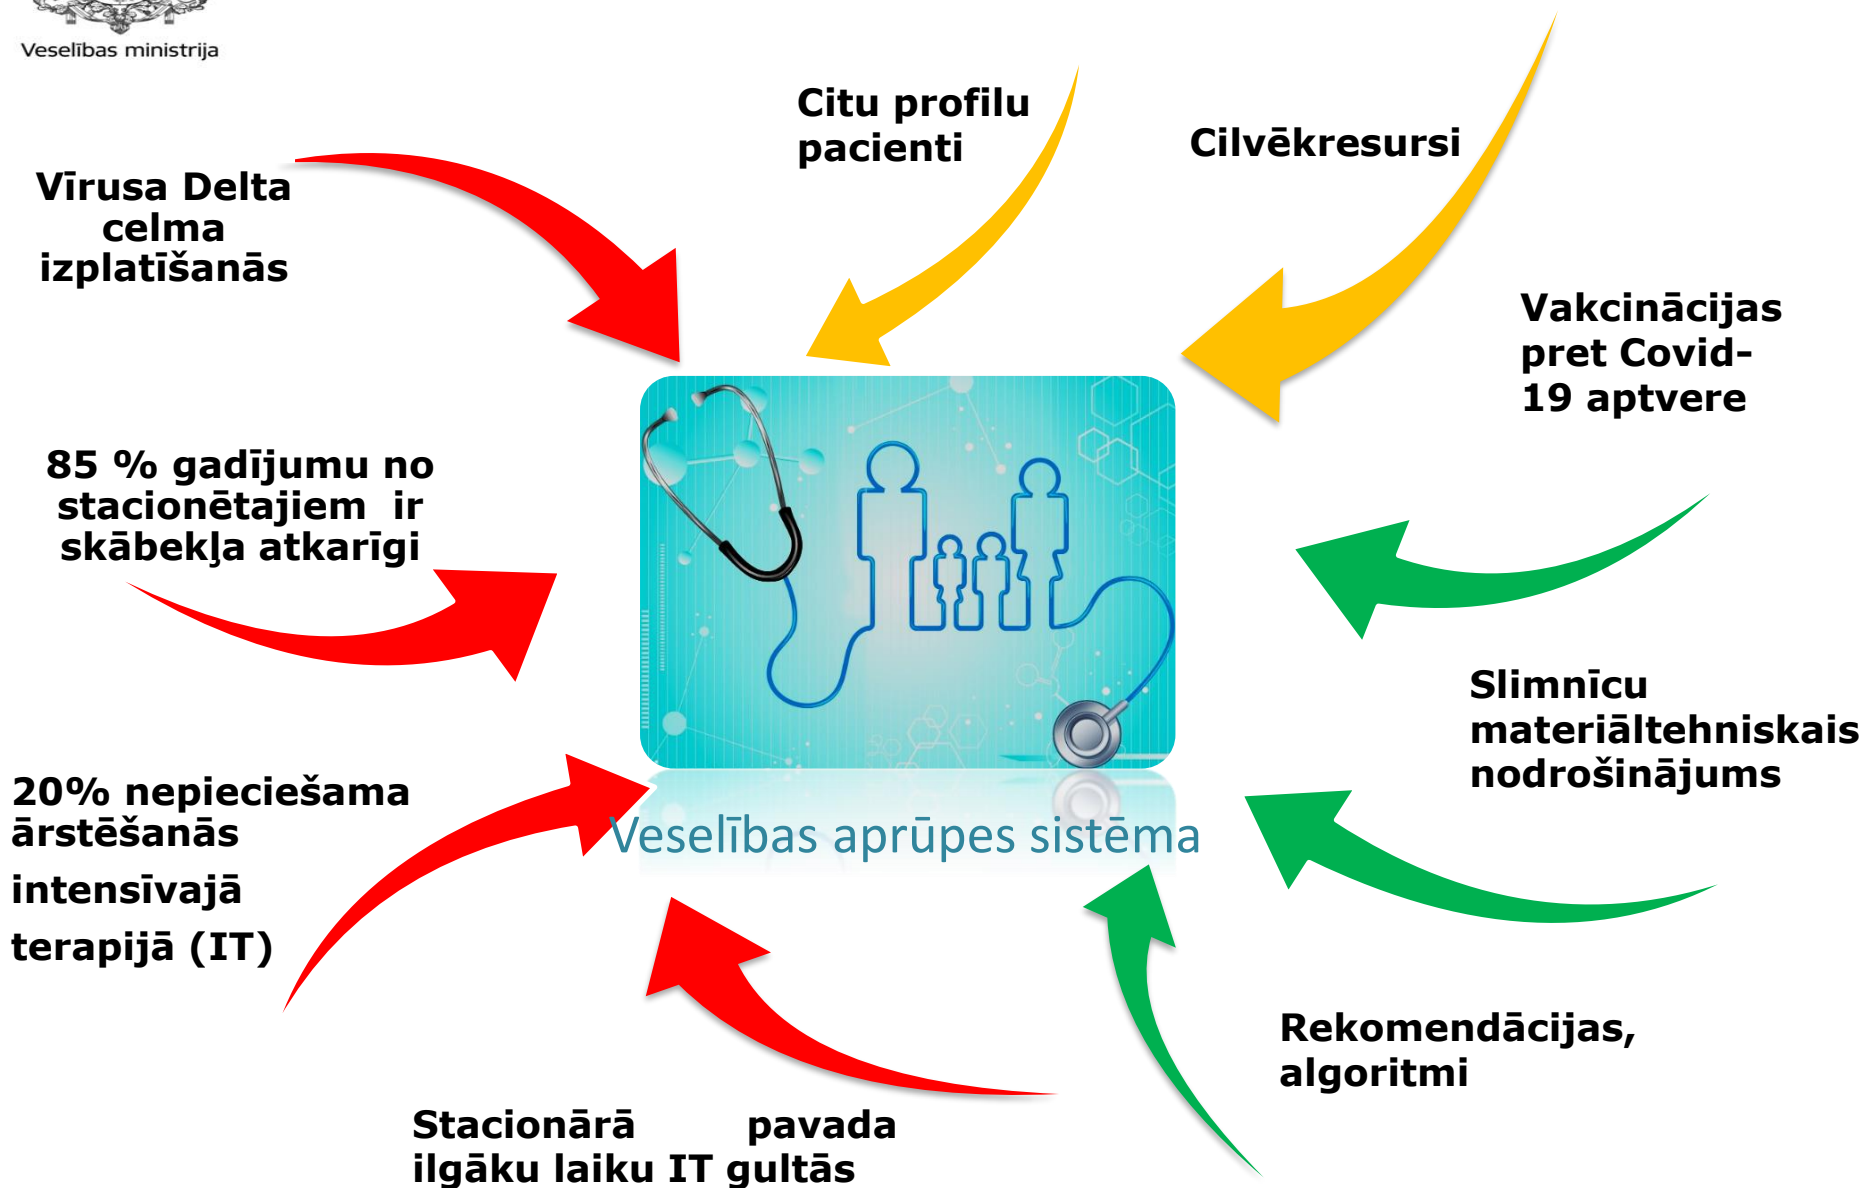 Veselības ministrija
Citu profilu
pacienti
Cilvēkresursi
Vīrusa Delta
celma
izplatīšanās
Vakcinācijas
pret Covid-
19 aptvere
85 % gadījumu no
stacionētajiem ir
skābekļa atkarīgi
Slimnīcu
materiāltehniskais
nodrošinājums
20% nepieciešama
ārstēšanās
intensīvajā
terapijā (IT)
Veselības aprūpes sistēma
Rekomendācijas,
algoritmi
Stacionārā pavada
ilgāku laiku IT gultās